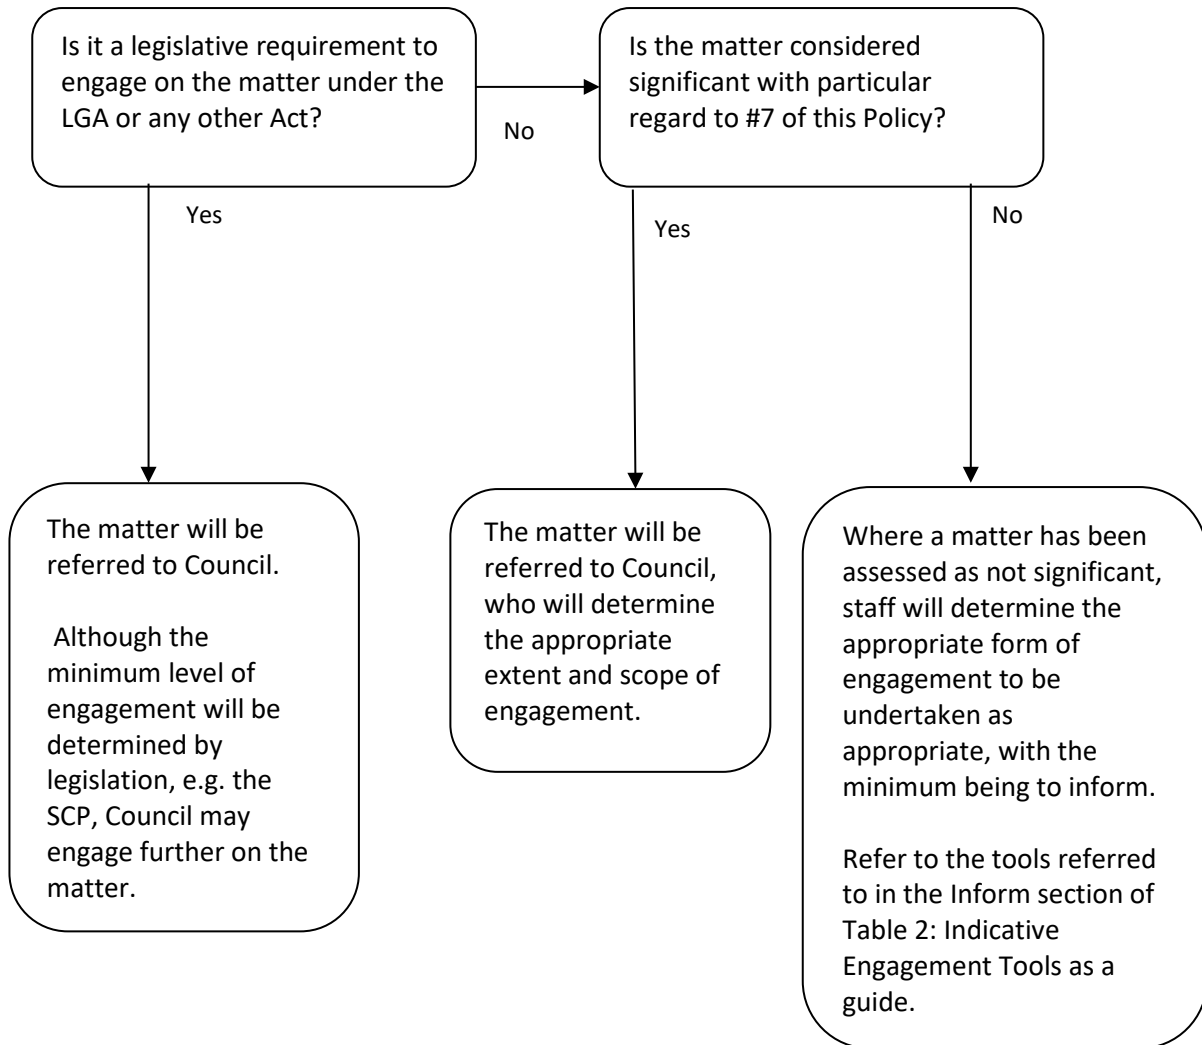 Is it a legislative requirement to
engage on the matter under the
LGA or any other Act?
No
Is the matter considered
significant with particular
regard to #7 of this Policy?
Yes
Yes
No
The matter will be
referred to Council.
Although the
minimum level of
engagement will be
determined by
legislation, e.g. the
SCP, Council may
engage further on the
matter.
The matter will be
referred to Council,
who will determine
the appropriate
extent and scope of
engagement.
Where a matter has been
assessed as not significant,
staff will determine the
appropriate form of
engagement to be
undertaken as
appropriate, with the
minimum being to inform.
Refer to the tools referred
to in the Inform section of
Table 2: Indicative
Engagement Tools as a
guide.